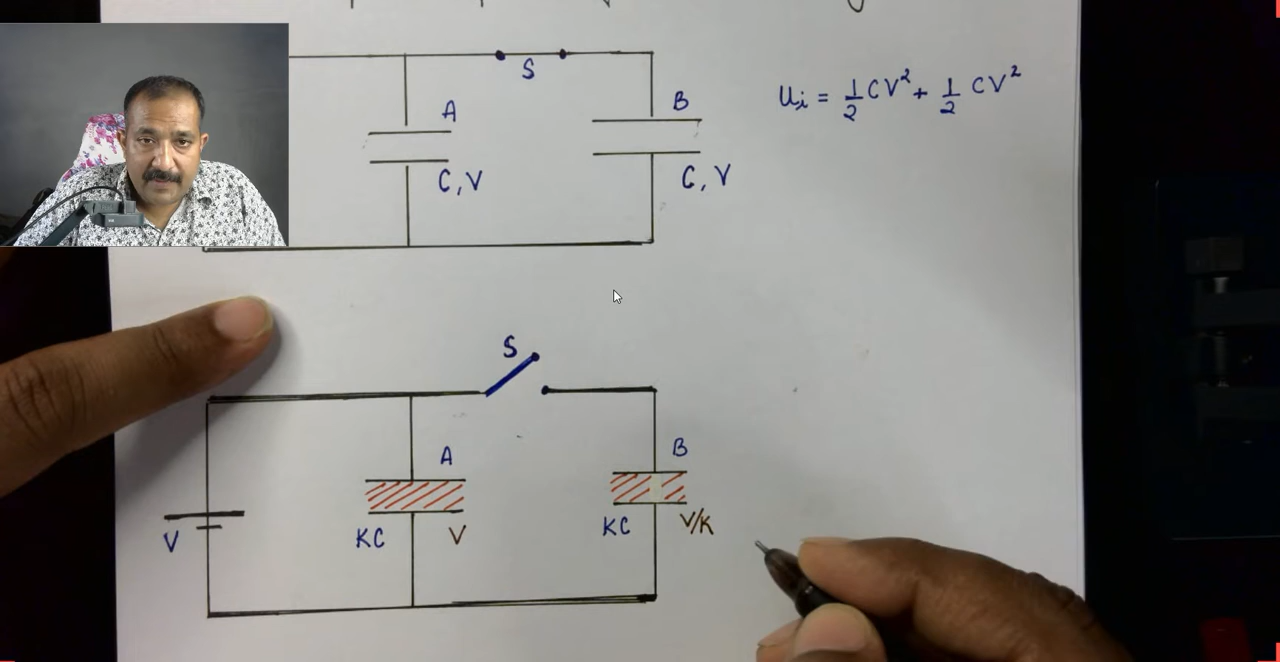 S
A
B
C, V
C, V
Ui = 1/2 CV² + 1/2 CV²
S
A
B
V
KC
V
KC
V/K